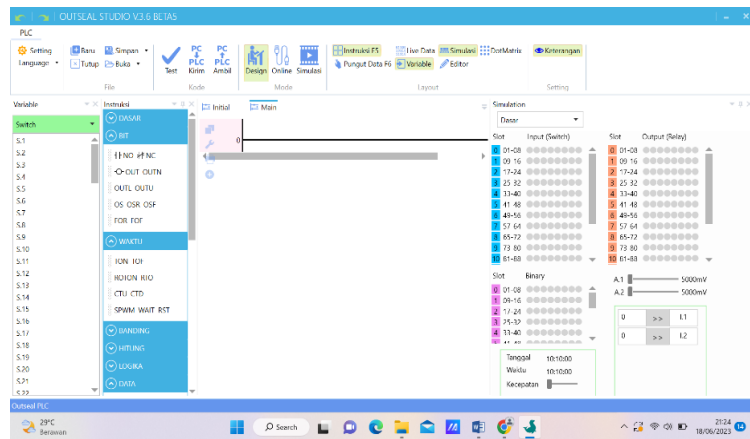 OUTSEAL STUDIO V.3.6 BETA5
PLC
Setting
Language
Baru
Simpan
Tutup
Buka
File
Test
PC
PLC
Kirim
PC
PLC
Ambil
Kode
Design
Online
Simulasi
Mode
Instruksi F5
Live Data
Simulasi
DotMatrix
Pungut Data F6
Variable
Editor
Layout
Keterangan
Setting
Variable
Switch
S.1
S.2
S.3
S.4
S.5
S.6
S.7
S.8
S.9
S.10
S.11
S.12
S.13
S.14
S.15
S.16
S.17
S.18
S.19
S.20
S.21
S.22
Instruksi
DASAR
BIT
NO NC
OUT OUTN
OUTL OUTU
OS OSR OSF
FOR FOF
WAKTU
TON TOF
RTO
CTU CTD
SPWM WAIT RST
BANDING
HITUNG
LOGIKA
DATA
Initial
Main
0
Simulation
Dasar
Slot Input (Switch)
0 01-08
1 09-16
2 17-24
3 25-32
4 33-40
5 41-48
6 49-56
7 57-64
8 65-72
9 73-80
10 81-88
Slot Output (Relay)
0 01-08
1 09-16
2 17-24
3 25-32
4 33-40
5 41-48
6 49-56
7 57-64
8 65-72
9 73-80
10 81-88
Slot Binary
0 01-08
1 09-16
2 17-24
3 25-32
4 33-40
A.1 5000mV
A.2 5000mV
0 >> I.1
0 >> I.2
Tanggal 10:10:00
Waktu 10:10:00
Kecepatan
Outseal PLC
29°C
Berawan
Search
21:24
18/06/2023